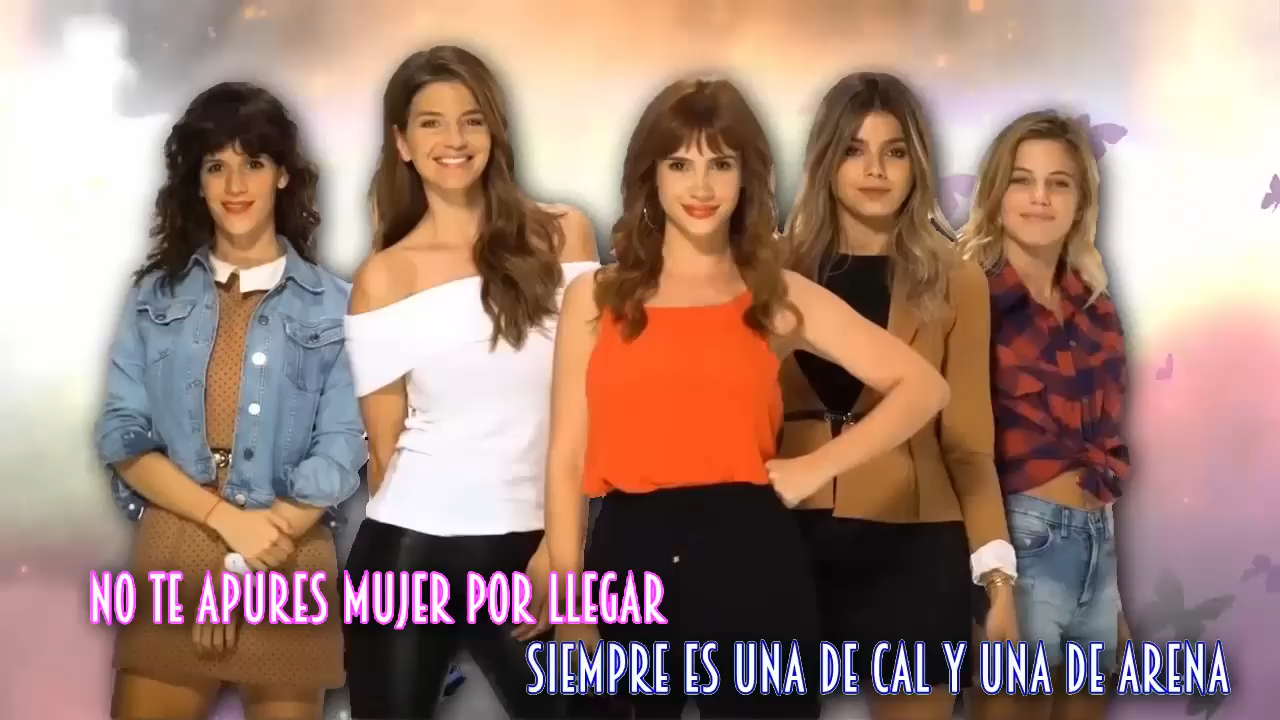 NO TE APURES MUJER POR LLEGAR
SIEMPRE ES UNA DE CAL Y UNA DE ARENA